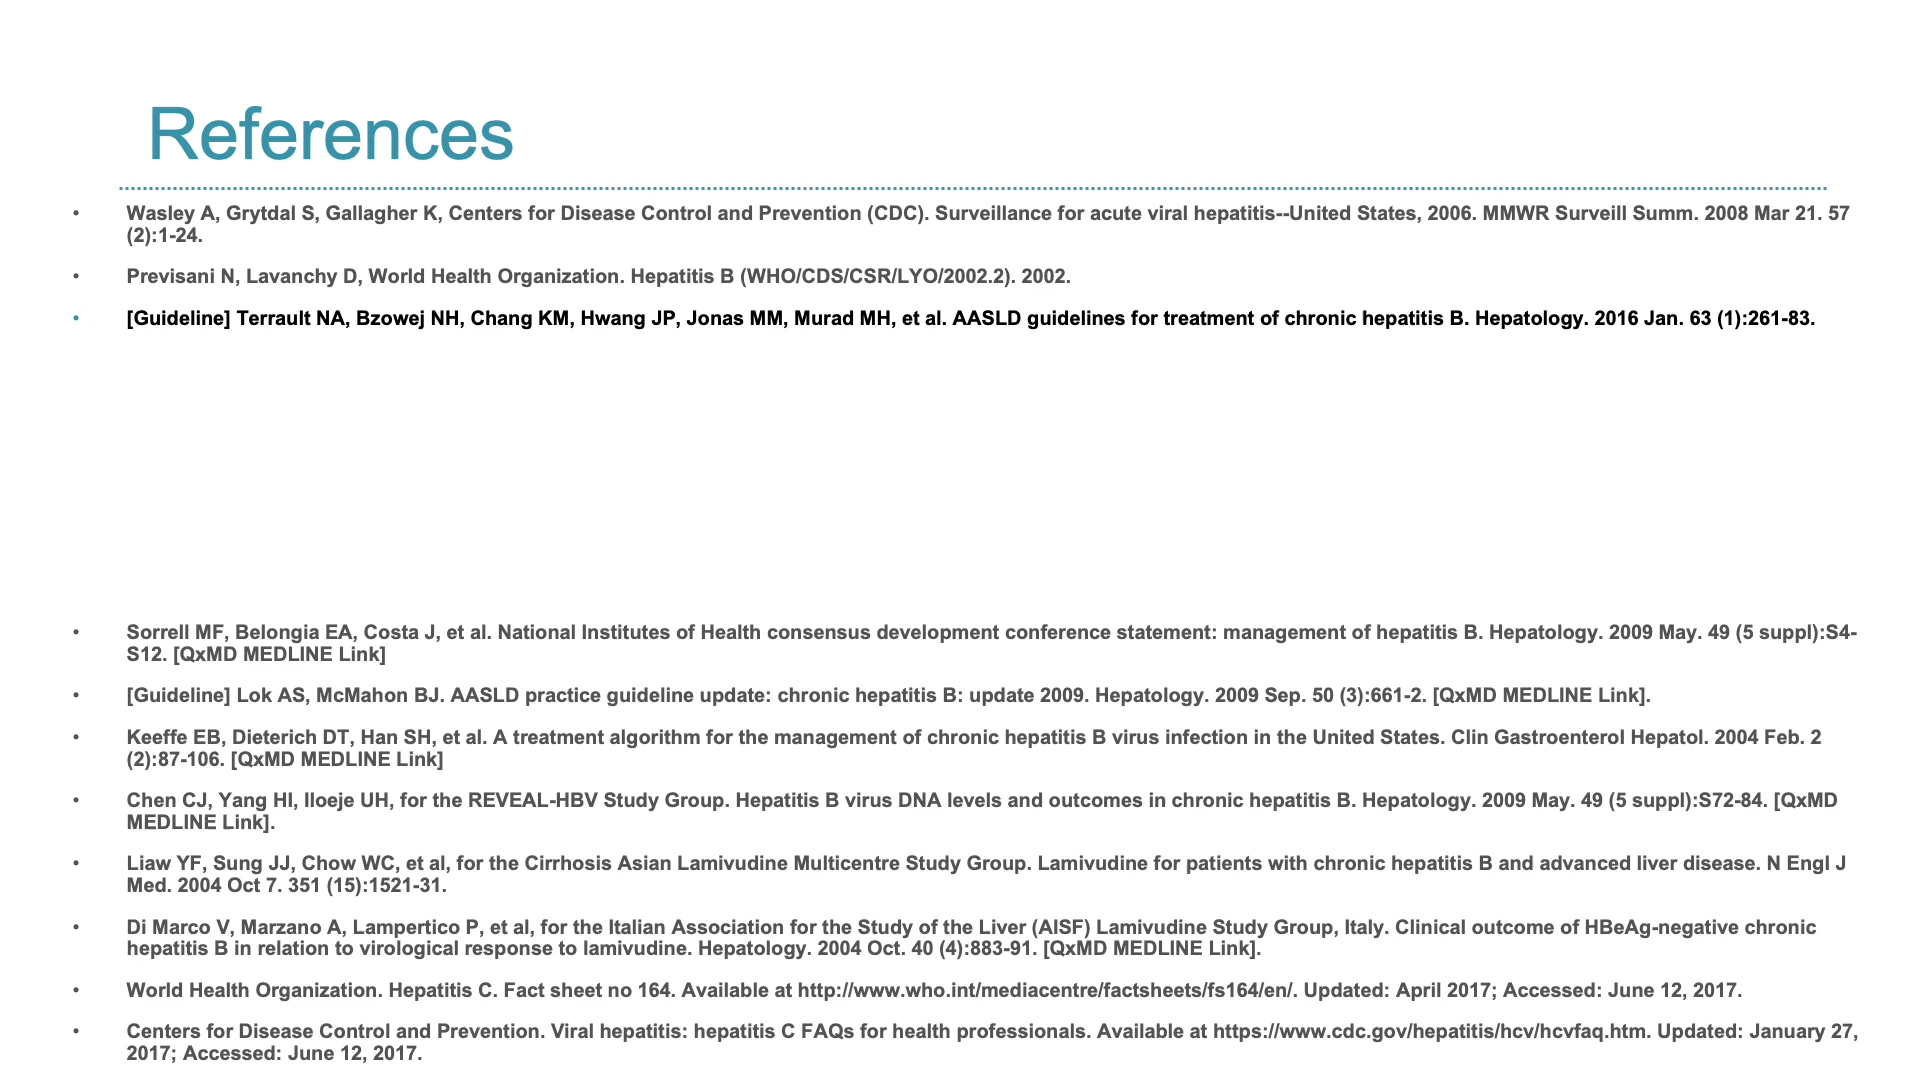 References
• Wasley A, Grytdal S, Gallagher K, Centers for Disease Control and Prevention (CDC). Surveillance for acute viral hepatitis--United States, 2006. MMWR Surveill Summ. 2008 Mar 21. 57
(2):1-24.
• Previsani N, Lavanchy D, World Health Organization. Hepatitis B (WHO/CDS/CSR/LYO/2002.2). 2002.
• [Guideline] Terrault NA, Bzowej NH, Chang KM, Hwang JP, Jonas MM, Murad MH, et al. AASLD guidelines for treatment of chronic hepatitis B. Hepatology. 2016 Jan. 63 (1):261-83.
• Sorrell MF, Belongia EA, Costa J, et al. National Institutes of Health consensus development conference statement: management of hepatitis B. Hepatology. 2009 May. 49 (5 suppl):S4-
S12. [QxMD MEDLINE Link]
• [Guideline] Lok AS, McMahon BJ. AASLD practice guideline update: chronic hepatitis B: update 2009. Hepatology. 2009 Sep. 50 (3):661-2. [QxMD MEDLINE Link].
• Keeffe EB, Dieterich DT, Han SH, et al. A treatment algorithm for the management of chronic hepatitis B virus infection in the United States. Clin Gastroenterol Hepatol. 2004 Feb. 2
(2):87-106. [QxMD MEDLINE Link]
• Chen CJ, Yang HI, Iloeje UH, for the REVEAL-HBV Study Group. Hepatitis B virus DNA levels and outcomes in chronic hepatitis B. Hepatology. 2009 May. 49 (5 suppl):S72-84. [QxMD
MEDLINE Link].
• Liaw YF, Sung JJ, Chow WC, et al, for the Cirrhosis Asian Lamivudine Multicentre Study Group. Lamivudine for patients with chronic hepatitis B and advanced liver disease. N Engl J
Med. 2004 Oct 7. 351 (15):1521-31.
• Di Marco V, Marzano A, Lampertico P, et al, for the Italian Association for the Study of the Liver (AISF) Lamivudine Study Group, Italy. Clinical outcome of HBeAg-negative chronic
hepatitis B in relation to virological response to lamivudine. Hepatology. 2004 Oct. 40 (4):883-91. [QxMD MEDLINE Link].
• World Health Organization. Hepatitis C. Fact sheet no 164. Available at http://www.who.int/mediacentre/factsheets/fs164/en/. Updated: April 2017; Accessed: June 12, 2017.
• Centers for Disease Control and Prevention. Viral hepatitis: hepatitis C FAQs for health professionals. Available at https://www.cdc.gov/hepatitis/hcv/hcvfaq.htm. Updated: January 27,
2017; Accessed: June 12, 2017.